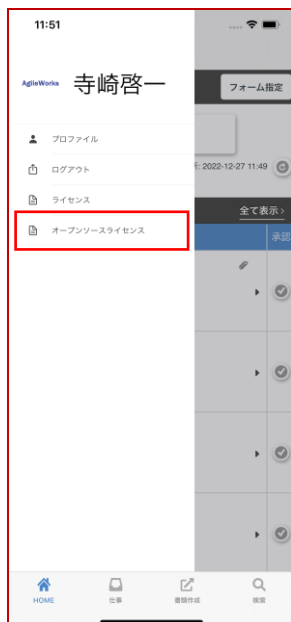 11:51
AgileWorks 寺崎啓一
フォーム指定
プロファイル
ログアウト
: 2022-12-27 11:49
ライセンス
全て表示 ›
オープンソースライセンス
承認
HOME
仕事
書類作成
検索